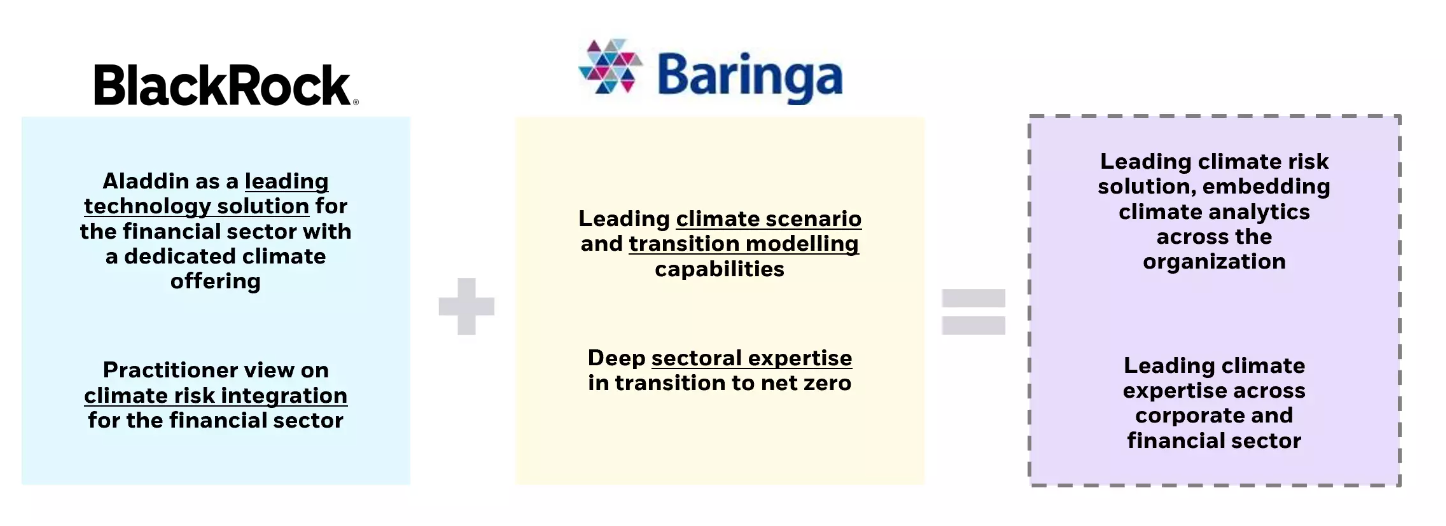 BlackRock®
Baringa
Aladdin as a leading
technology solution for
the financial sector with
a dedicated climate
offering
Practitioner view on
climate risk integration
for the financial sector
Leading climate scenario
and transition modelling
capabilities
Deep sectoral expertise
in transition to net zero
Leading climate risk
solution, embedding
climate analytics
across the
organization
Leading climate
expertise across
corporate and
financial sector